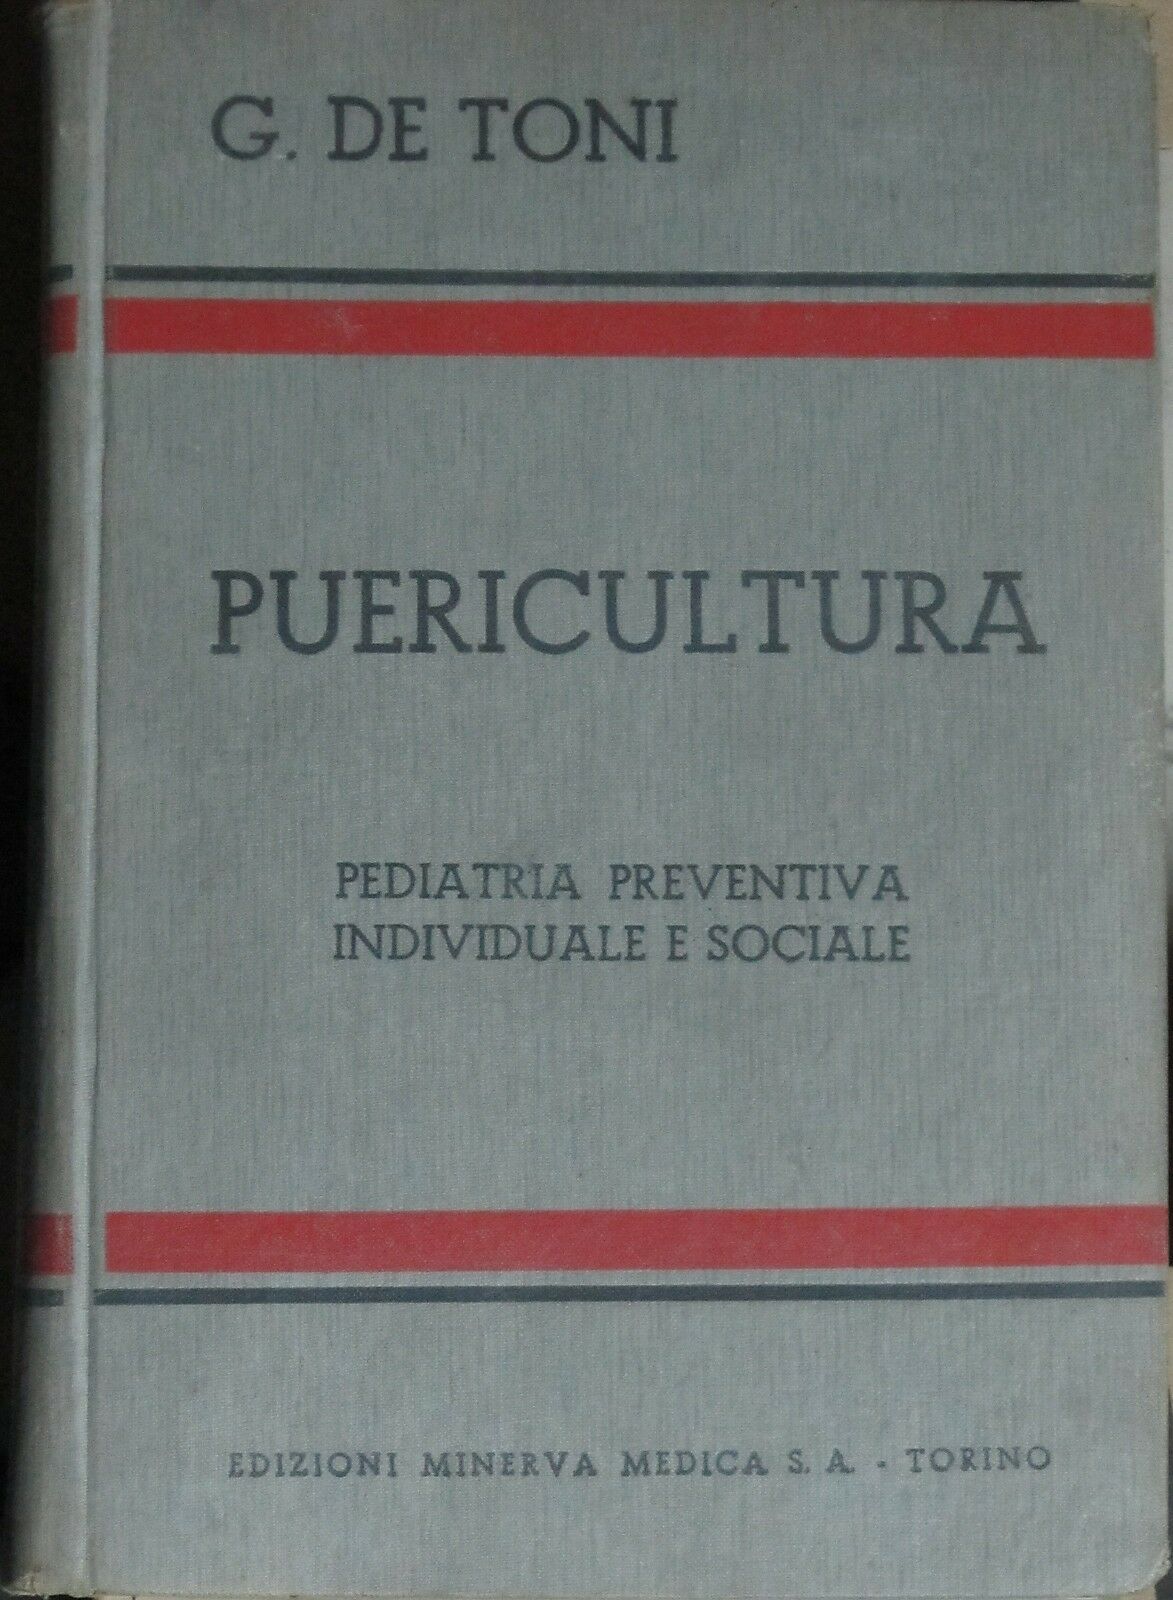 G. DE TONI
PUERICULTURA
PEDIATRIA PREVENTIVA
INDIVIDUALE E SOCIALE
EDIZIONI MINERVA MEDICA S. A. - TORINO